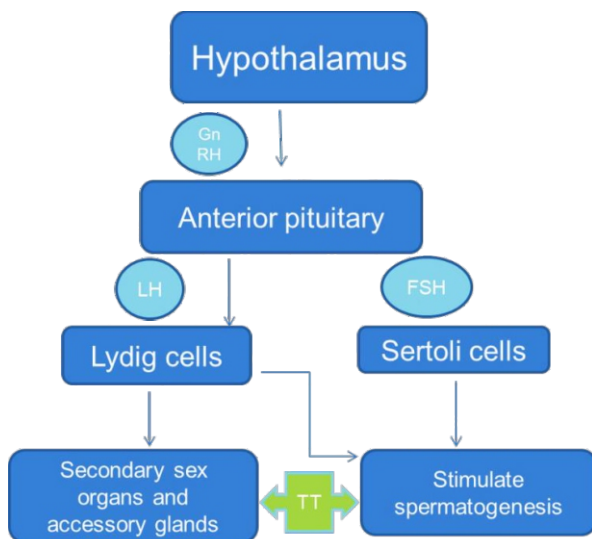 Hypothalamus
Gn
RH
Anterior pituitary
LH
FSH
Lydig cells
Sertoli cells
Secondary sex
organs and
accessory glands
TT
Stimulate
spermatogenesis